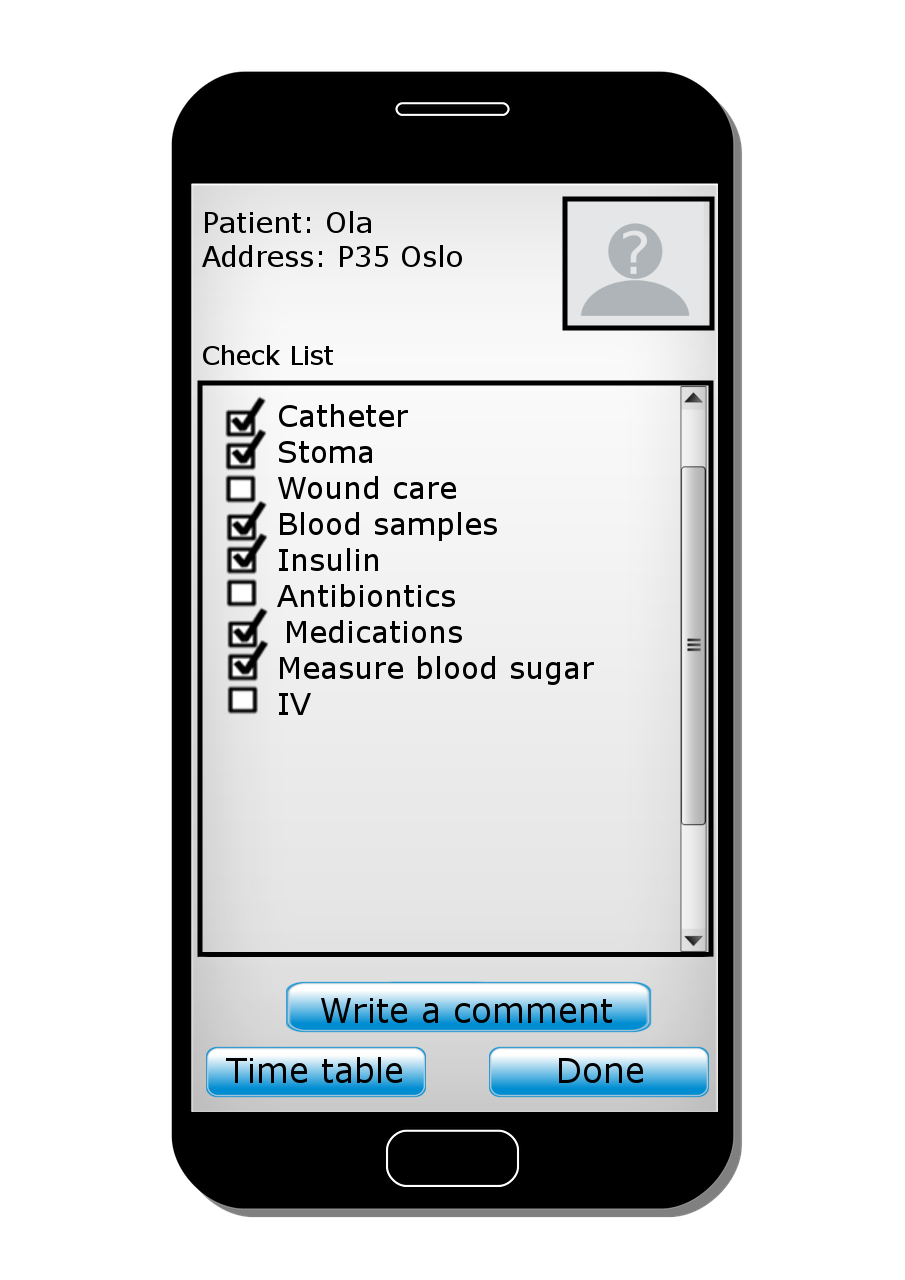 Patient: Ola
Address: P35 Oslo
?
Check List
Catheter
Stoma
Wound care
Blood samples
Insulin
Antibiontics
Medications
Measure blood sugar
IV
Write a comment
Time table
Done